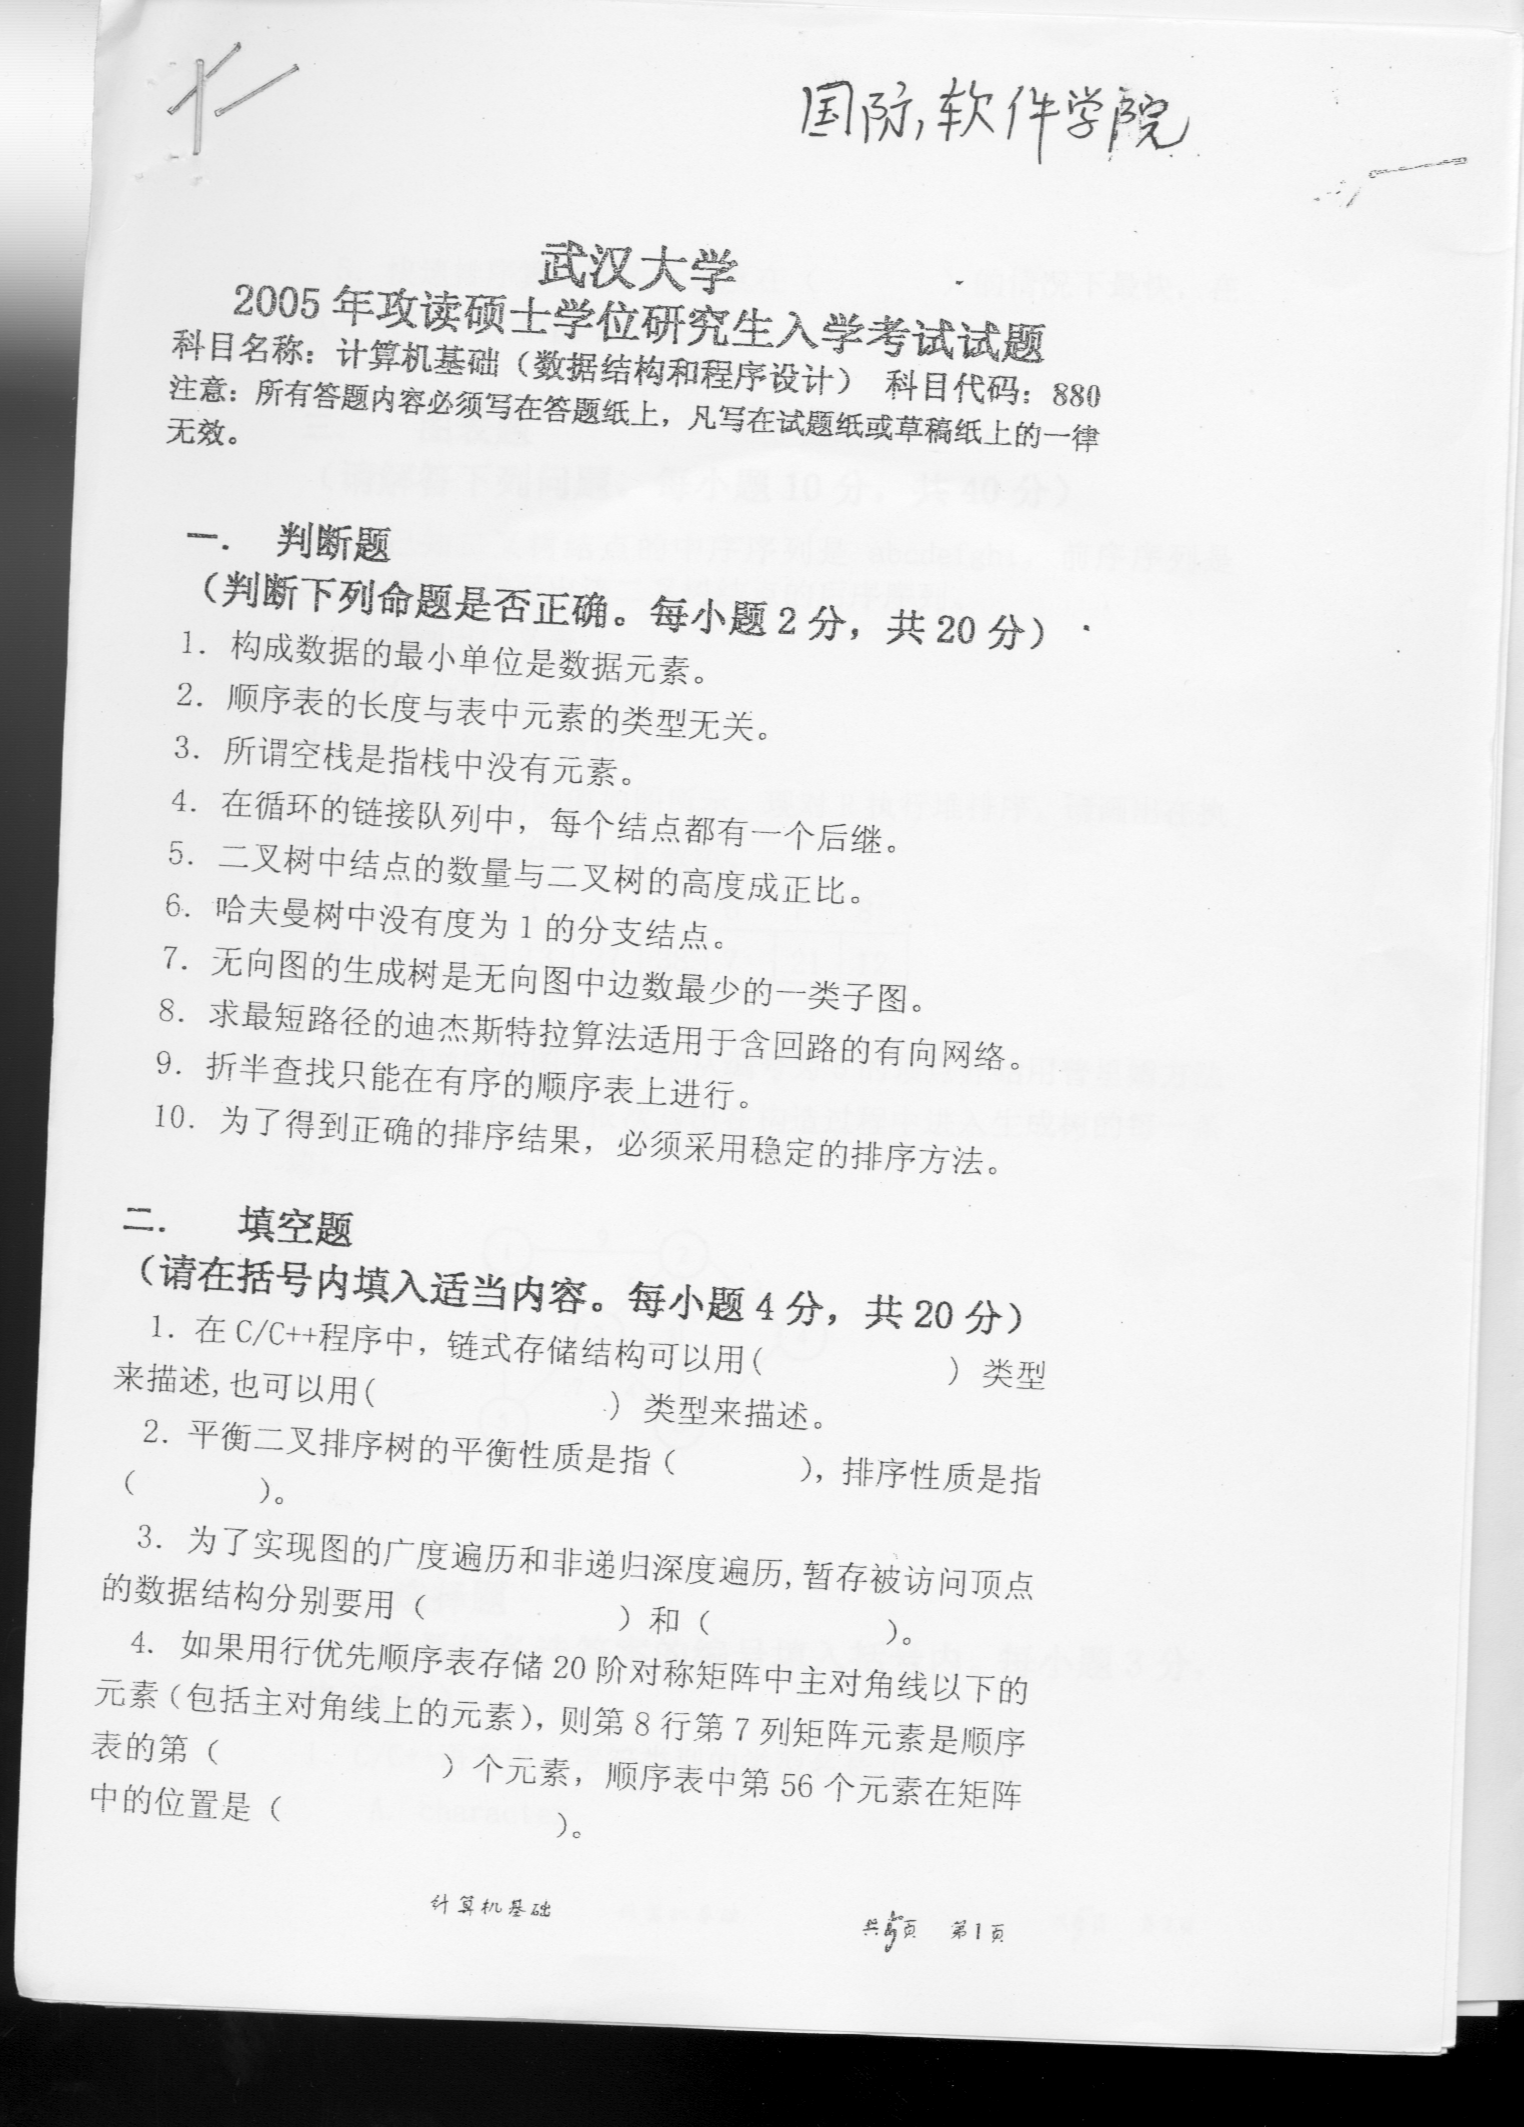 国际软件学院
武汉大学
2005年攻读硕士学位研究生入学考试试题
科目名称：计算机基础（数据结构和程序设计） 科目代码：880
注意：所有答题内容必须写在答题纸上，凡写在试题纸或草稿纸上的一律
无效。
一． 判断题
（判断下列命题是否正确。每小题2分，共20分）
1．构成数据的最小单位是数据元素。
2．顺序表的长度与表中元素的类型无关。
3．所谓空栈是指栈中没有元素。
4．在循环的链接队列中，每个结点都有一个后继。
5．二叉树中结点的数量与二叉树的高度成正比。
6．哈夫曼树中没有度为1的分支结点。
7．无向图的生成树是无向图中边数最少的一类子图。
8．求最短路径的迪杰斯特拉算法适用于含回路的有向网络。
9．折半查找只能在有序的顺序表上进行。
10．为了得到正确的排序结果，必须采用稳定的排序方法。
二． 填空题
（请在括号内填入适当内容。每小题4分，共20分）
1．在C/C++程序中，链式存储结构可以用( ）类型
来描述,也可以用( ）类型来描述。
2．平衡二叉排序树的平衡性质是指（ ），排序性质是指
（ ）。
3．为了实现图的广度遍历和非递归深度遍历,暂存被访问顶点
的数据结构分别要用（ ）和（ ）。
4．如果用行优先顺序表存储20阶对称矩阵中主对角线以下的
元素（包括主对角线上的元素），则第8行第7列矩阵元素是顺序
表的第（ ）个元素，顺序表中第56个元素在矩阵
中的位置是（ ）。
计算机基础
共5页 第1页